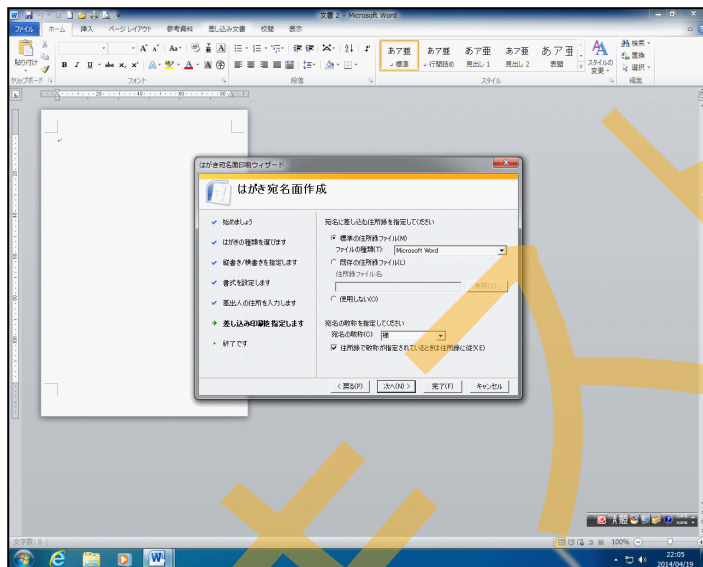 文書 2 - Microsoft Word
ファイル ホーム 挿入 ページ レイアウト 参考資料 差し込み文書 校閲 表示
貼り付け
あア亜 あア亜 あア亜 あア亜 あア亜
標準 行間詰め 見出し 1 見出し 2 表題
スタイルの
変更
検索
置換
選択
クリップボード フォント 段落 スタイル 編集
はがき宛名面印刷ウィザード
はがき宛名面作成
始めましょう
はがきの種類を選びます
縦書き/横書きを指定します
書式を設定します
差出人の住所を入力します
差し込み印刷を指定します
終了です
宛名に差し込む住所録を指定してください
標準の住所録ファイル(M)
ファイルの種類(T): Microsoft Word
既存の住所録ファイル(L)
住所録ファイル名:
参照(O)...
使用しない(O)
宛名の敬称を指定してください
宛名の敬称(C): 様
住所録で敬称が指定されているときは住所録に従う(E)
< 戻る(P) 次へ(N) > 完了(F) キャンセル
A 般
KANA
文字数: 0
100%
22:05
2014/04/19